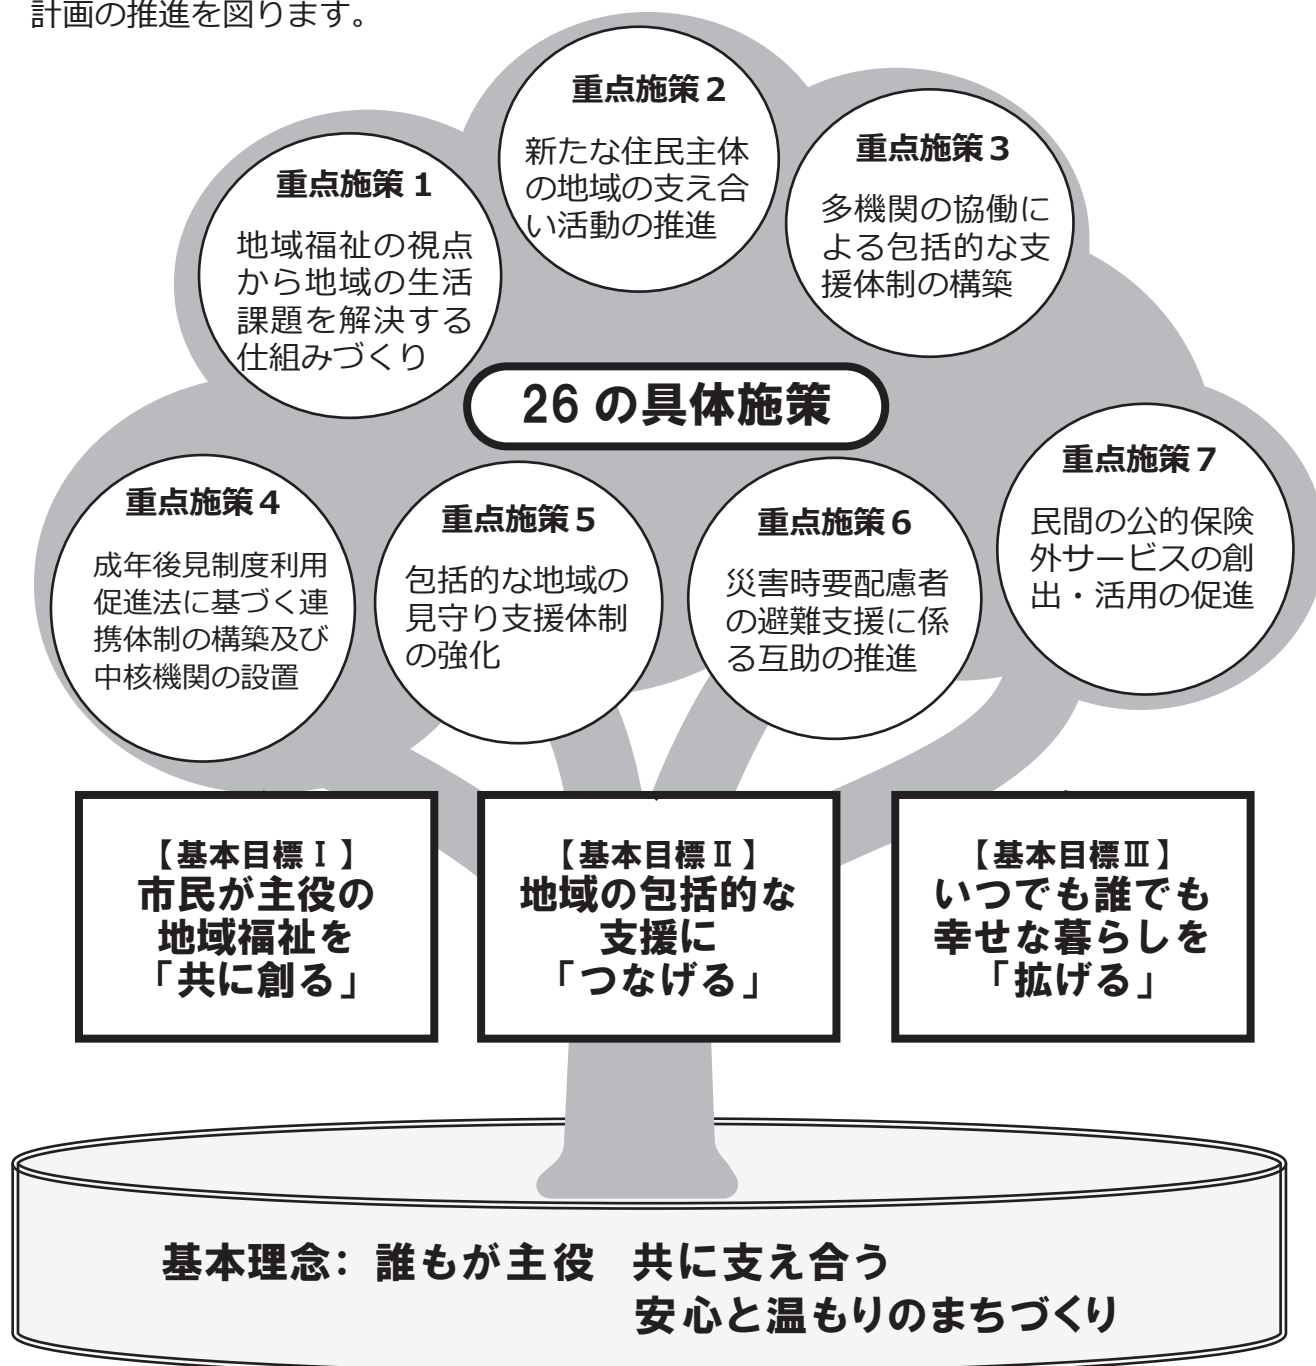 計画の推進を図ります。
重点施策1
地域福祉の視点
から地域の生活
課題を解決する
仕組みづくり
重点施策2
新たな住民主体
の地域の支え合
い活動の推進
重点施策3
多機関の協働に
よる包括的な支
援体制の構築
26の具体施策
重点施策4
成年後見制度利用
促進法に基づく連
携体制の構築及び
中核機関の設置
重点施策5
包括的な地域の
見守り支援体制
の強化
重点施策6
災害時要配慮者
の避難支援に係
る互助の推進
重点施策7
民間の公的保険
外サービスの創
出・活用の促進
【基本目標Ⅰ】
市民が主役の
地域福祉を
「共に創る」
【基本目標Ⅱ】
地域の包括的な
支援に
「つなげる」
【基本目標Ⅲ】
いつでも誰でも
幸せな暮らしを
「拡げる」
基本理念：誰もが主役　共に支え合う
安心と温もりのまちづくり